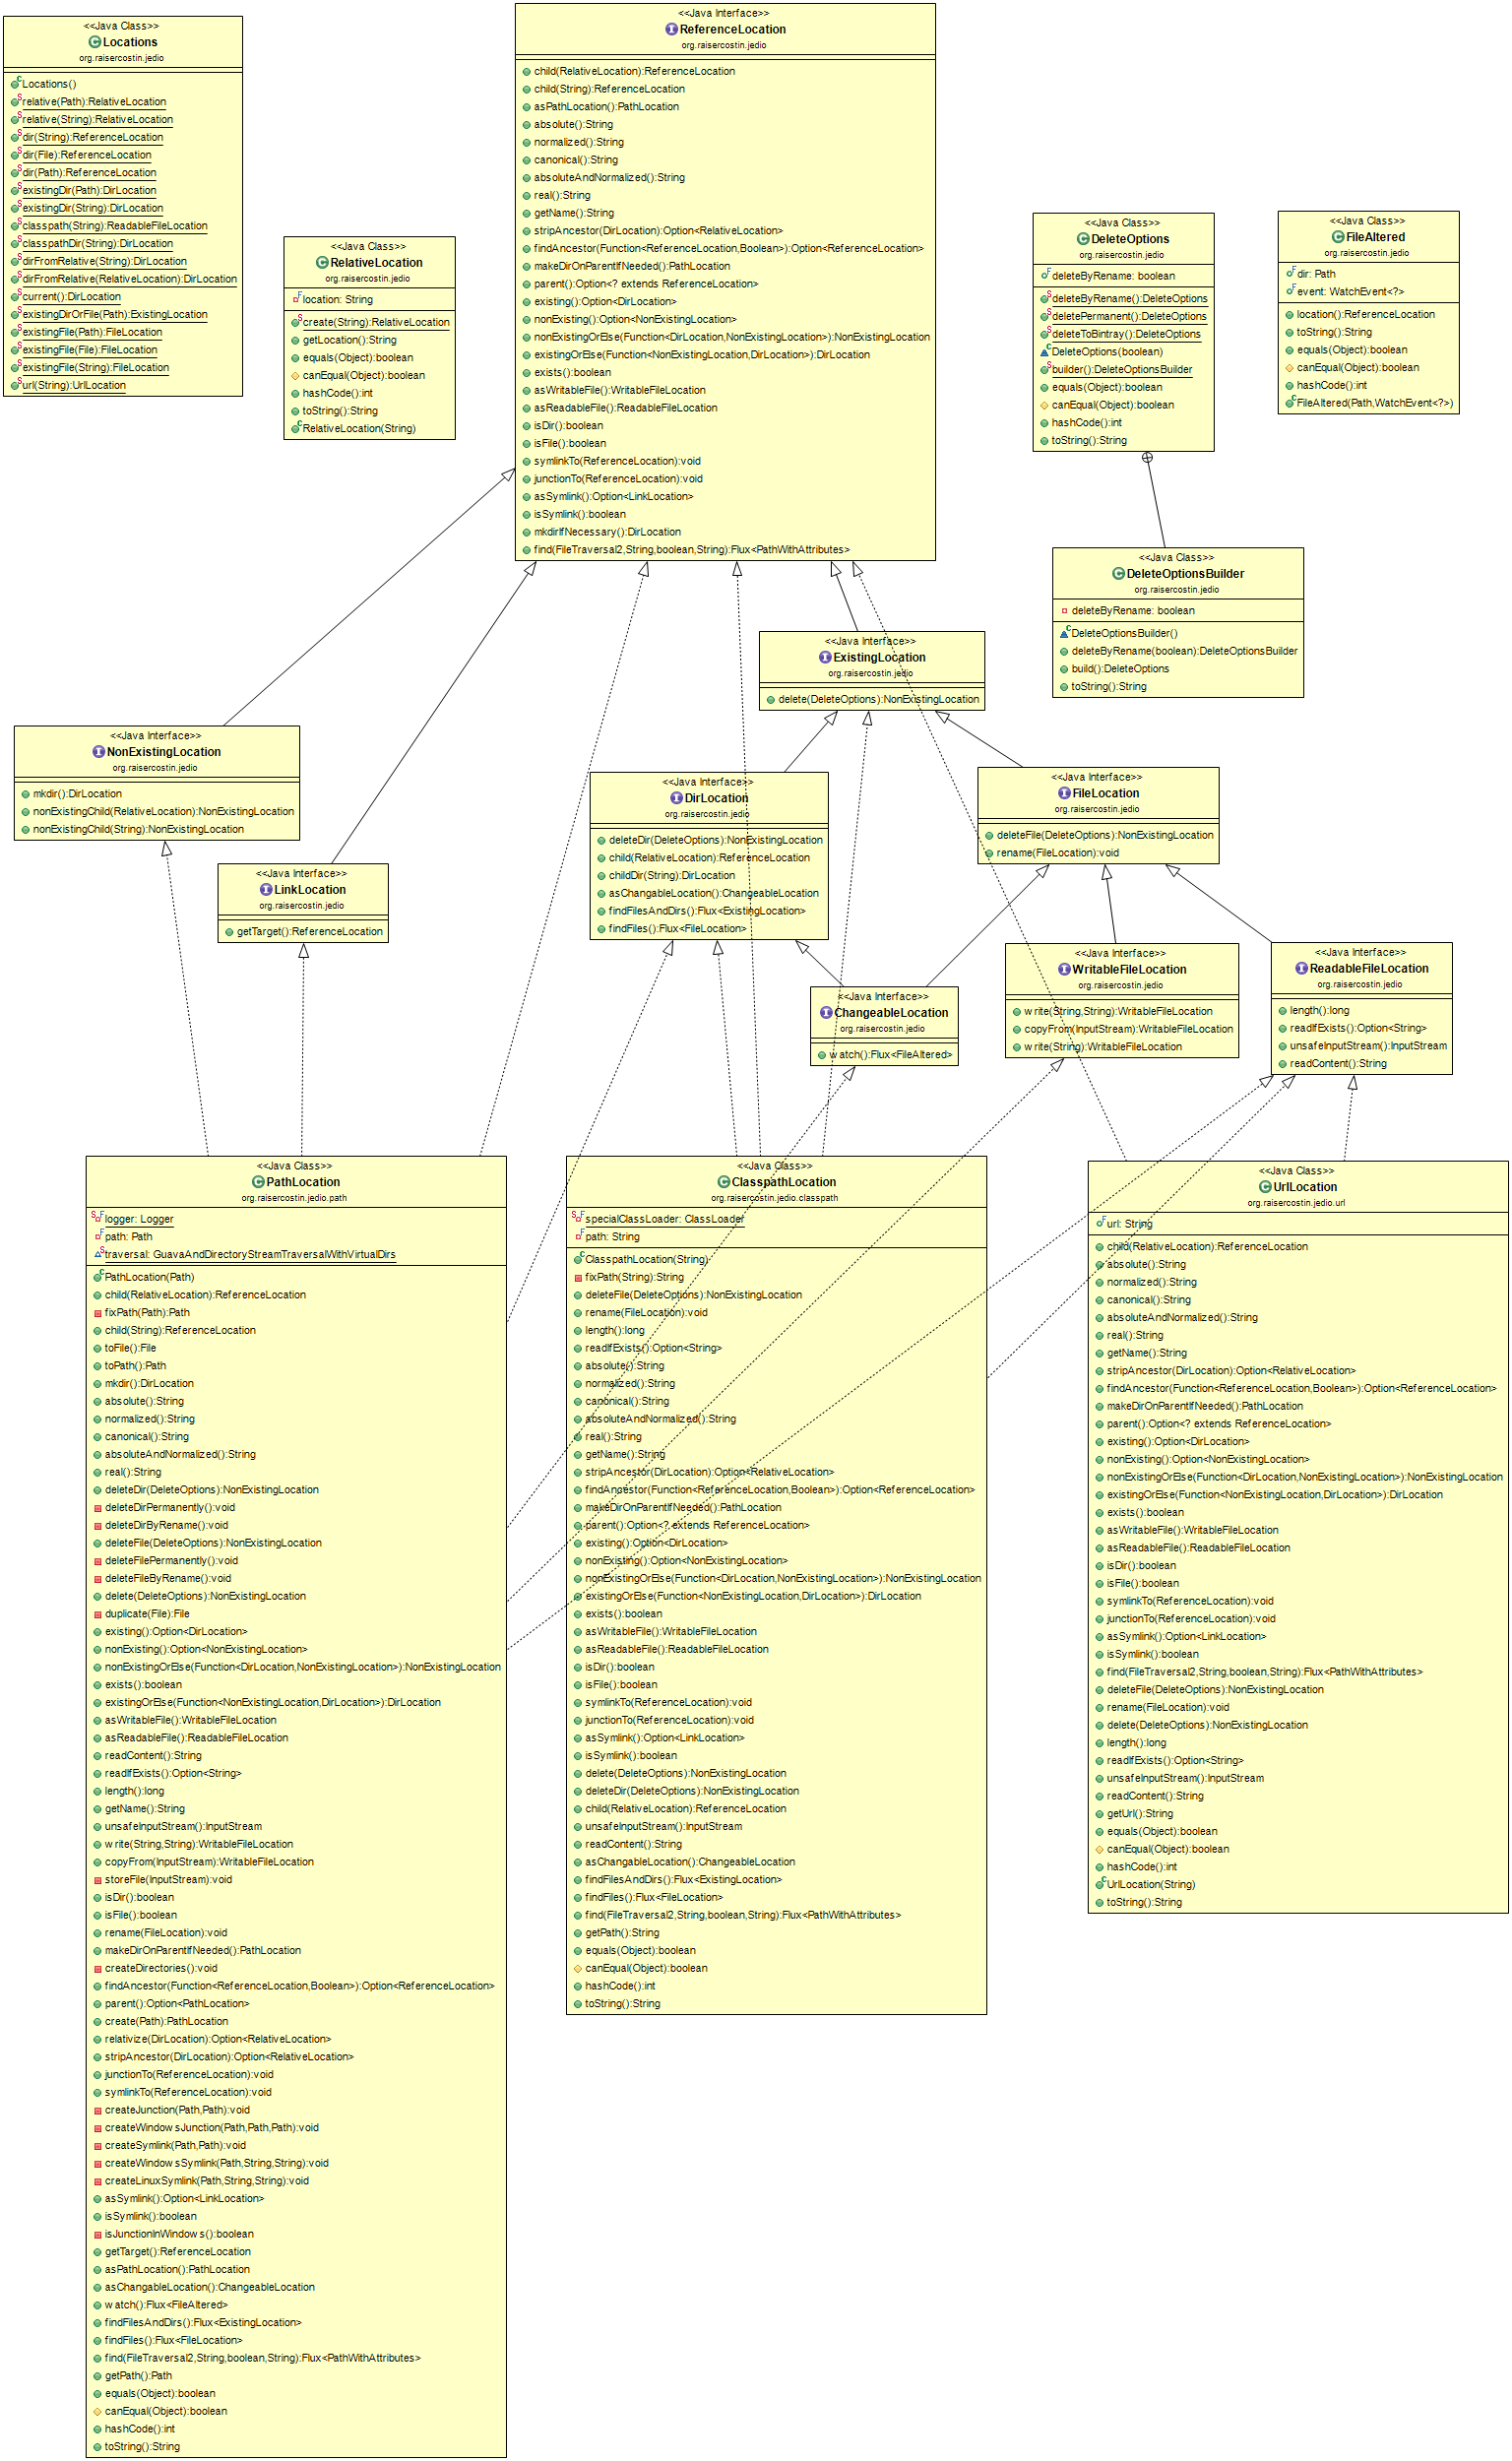 <<Java Class>>
Locations
org.raisercostin.jedio
Locations()
relative(Path):RelativeLocation
relative(String):RelativeLocation
dir(String):ReferenceLocation
dir(File):ReferenceLocation
dir(Path):ReferenceLocation
existingDir(Path):DirLocation
existingDir(String):DirLocation
classpath(String):ReadableFileLocation
classpathDir(String):DirLocation
dirFromRelative(String):DirLocation
dirFromRelative(RelativeLocation):DirLocation
current():DirLocation
existingDirOrFile(Path):ExistingLocation
existingFile(Path):FileLocation
existingFile(File):FileLocation
existingFile(String):FileLocation
url(String):UrlLocation
<<Java Class>>
RelativeLocation
org.raisercostin.jedio
location: String
create(String):RelativeLocation
getLocation():String
equals(Object):boolean
canEqual(Object):boolean
hashCode():int
toString():String
RelativeLocation(String)
<<Java Interface>>
ReferenceLocation
org.raisercostin.jedio
child(RelativeLocation):ReferenceLocation
child(String):ReferenceLocation
asPathLocation():PathLocation
absolute():String
normalized():String
canonical():String
absoluteAndNormalized():String
real():String
getName():String
stripAncestor(DirLocation):Option<RelativeLocation>
findAncestor(Function<ReferenceLocation,Boolean>):Option<ReferenceLocation>
makeDirOnParentIfNeeded():PathLocation
parent():Option<? extends ReferenceLocation>
existing():Option<DirLocation>
nonExisting():Option<NonExistingLocation>
nonExistingOrElse(Function<DirLocation,NonExistingLocation>):NonExistingLocation
existingOrElse(Function<NonExistingLocation,DirLocation>):DirLocation
exists():boolean
asWritableFile():WritableFileLocation
asReadableFile():ReadableFileLocation
isDir():boolean
isFile():boolean
symlinkTo(ReferenceLocation):void
junctionTo(ReferenceLocation):void
asSymlink():Option<LinkLocation>
isSymlink():boolean
mkdirIfNecessary():DirLocation
find(FileTraversal2,String,boolean,String):Flux<PathWithAttributes>
<<Java Class>>
DeleteOptions
org.raisercostin.jedio
deleteByRename: boolean
deleteByRename():DeleteOptions
deletePermanent():DeleteOptions
deleteToBintray():DeleteOptions
DeleteOptions(boolean)
builder():DeleteOptionsBuilder
equals(Object):boolean
canEqual(Object):boolean
hashCode():int
toString():String
<<Java Class>>
FileAltered
org.raisercostin.jedio
dir: Path
event: WatchEvent<?>
location():ReferenceLocation
toString():String
equals(Object):boolean
canEqual(Object):boolean
hashCode():int
FileAltered(Path,WatchEvent<?>)
<<Java Class>>
DeleteOptionsBuilder
org.raisercostin.jedio
deleteByRename: boolean
DeleteOptionsBuilder()
deleteByRename(boolean):DeleteOptionsBuilder
build():DeleteOptions
toString():String
<<Java Interface>>
ExistingLocation
org.raisercostin.jedio
delete(DeleteOptions):NonExistingLocation
<<Java Interface>>
NonExistingLocation
org.raisercostin.jedio
mkdir():DirLocation
nonExistingChild(RelativeLocation):NonExistingLocation
nonExistingChild(String):NonExistingLocation
<<Java Interface>>
LinkLocation
org.raisercostin.jedio
getTarget():ReferenceLocation
<<Java Interface>>
DirLocation
org.raisercostin.jedio
deleteDir(DeleteOptions):NonExistingLocation
child(RelativeLocation):ReferenceLocation
childDir(String):DirLocation
asChangableLocation():ChangeableLocation
findFilesAndDirs():Flux<ExistingLocation>
findFiles():Flux<FileLocation>
<<Java Interface>>
FileLocation
org.raisercostin.jedio
deleteFile(DeleteOptions):NonExistingLocation
rename(FileLocation):void
<<Java Interface>>
ChangeableLocation
org.raisercostin.jedio
watch():Flux<FileAltered>
<<Java Interface>>
WritableFileLocation
org.raisercostin.jedio
write(String,String):WritableFileLocation
copyFrom(InputStream):WritableFileLocation
write(String):WritableFileLocation
<<Java Interface>>
ReadableFileLocation
org.raisercostin.jedio
length():long
readIfExists():Option<String>
unsafeInputStream():InputStream
readContent():String
<<Java Class>>
PathLocation
org.raisercostin.jedio.path
logger: Logger
path: Path
traversal: GuavaAndDirectoryStreamTraversalWithVirtualDirs
PathLocation(Path)
child(RelativeLocation):ReferenceLocation
fixPath(Path):Path
child(String):ReferenceLocation
toFile():File
toPath():Path
mkdir():DirLocation
absolute():String
normalized():String
canonical():String
absoluteAndNormalized():String
real():String
deleteDir(DeleteOptions):NonExistingLocation
deleteDirPermanently():void
deleteDirByRename():void
deleteFile(DeleteOptions):NonExistingLocation
deleteFilePermanently():void
deleteFileByRename():void
delete(DeleteOptions):NonExistingLocation
duplicate(File):File
existing():Option<DirLocation>
nonExisting():Option<NonExistingLocation>
nonExistingOrElse(Function<DirLocation,NonExistingLocation>):NonExistingLocation
exists():boolean
existingOrElse(Function<NonExistingLocation,DirLocation>):DirLocation
asWritableFile():WritableFileLocation
asReadableFile():ReadableFileLocation
readContent():String
readIfExists():Option<String>
length():long
getName():String
unsafeInputStream():InputStream
write(String,String):WritableFileLocation
copyFrom(InputStream):WritableFileLocation
storeFile(InputStream):void
isDir():boolean
isFile():boolean
rename(FileLocation):void
makeDirOnParentIfNeeded():PathLocation
createDirectories():void
findAncestor(Function<ReferenceLocation,Boolean>):Option<ReferenceLocation>
parent():Option<PathLocation>
create(Path):PathLocation
relativize(DirLocation):Option<RelativeLocation>
stripAncestor(DirLocation):Option<RelativeLocation>
junctionTo(ReferenceLocation):void
symlinkTo(ReferenceLocation):void
createJunction(Path,Path):void
createWindowsJunction(Path,Path,Path):void
createSymlink(Path,Path):void
createWindowsSymlink(Path,String,String):void
createLinuxSymlink(Path,String,String):void
asSymlink():Option<LinkLocation>
isSymlink():boolean
isJunctionInWindows():boolean
getTarget():ReferenceLocation
asPathLocation():PathLocation
asChangableLocation():ChangeableLocation
watch():Flux<FileAltered>
findFilesAndDirs():Flux<ExistingLocation>
findFiles():Flux<FileLocation>
find(FileTraversal2,String,boolean,String):Flux<PathWithAttributes>
getPath():Path
equals(Object):boolean
canEqual(Object):boolean
hashCode():int
toString():String
<<Java Class>>
ClasspathLocation
org.raisercostin.jedio.classpath
specialClassLoader: ClassLoader
path: String
ClasspathLocation(String)
fixPath(String):String
deleteFile(DeleteOptions):NonExistingLocation
rename(FileLocation):void
length():long
readIfExists():Option<String>
absolute():String
normalized():String
canonical():String
absoluteAndNormalized():String
real():String
getName():String
stripAncestor(DirLocation):Option<RelativeLocation>
findAncestor(Function<ReferenceLocation,Boolean>):Option<ReferenceLocation>
makeDirOnParentIfNeeded():PathLocation
parent():Option<? extends ReferenceLocation>
existing():Option<DirLocation>
nonExisting():Option<NonExistingLocation>
nonExistingOrElse(Function<DirLocation,NonExistingLocation>):NonExistingLocation
existingOrElse(Function<NonExistingLocation,DirLocation>):DirLocation
exists():boolean
asWritableFile():WritableFileLocation
asReadableFile():ReadableFileLocation
isDir():boolean
isFile():boolean
symlinkTo(ReferenceLocation):void
junctionTo(ReferenceLocation):void
asSymlink():Option<LinkLocation>
isSymlink():boolean
delete(DeleteOptions):NonExistingLocation
deleteDir(DeleteOptions):NonExistingLocation
child(RelativeLocation):ReferenceLocation
unsafeInputStream():InputStream
readContent():String
asChangableLocation():ChangeableLocation
findFilesAndDirs():Flux<ExistingLocation>
findFiles():Flux<FileLocation>
find(FileTraversal2,String,boolean,String):Flux<PathWithAttributes>
getPath():String
equals(Object):boolean
canEqual(Object):boolean
hashCode():int
toString():String
<<Java Class>>
UrlLocation
org.raisercostin.jedio.url
url: String
child(RelativeLocation):ReferenceLocation
absolute():String
normalized():String
canonical():String
absoluteAndNormalized():String
real():String
getName():String
stripAncestor(DirLocation):Option<RelativeLocation>
findAncestor(Function<ReferenceLocation,Boolean>):Option<ReferenceLocation>
makeDirOnParentIfNeeded():PathLocation
parent():Option<? extends ReferenceLocation>
existing():Option<DirLocation>
nonExisting():Option<NonExistingLocation>
nonExistingOrElse(Function<DirLocation,NonExistingLocation>):NonExistingLocation
existingOrElse(Function<NonExistingLocation,DirLocation>):DirLocation
exists():boolean
asWritableFile():WritableFileLocation
asReadableFile():ReadableFileLocation
isDir():boolean
isFile():boolean
symlinkTo(ReferenceLocation):void
junctionTo(ReferenceLocation):void
asSymlink():Option<LinkLocation>
isSymlink():boolean
find(FileTraversal2,String,boolean,String):Flux<PathWithAttributes>
deleteFile(DeleteOptions):NonExistingLocation
rename(FileLocation):void
delete(DeleteOptions):NonExistingLocation
length():long
readIfExists():Option<String>
unsafeInputStream():InputStream
readContent():String
getUrl():String
equals(Object):boolean
canEqual(Object):boolean
hashCode():int
UrlLocation(String)
toString():String